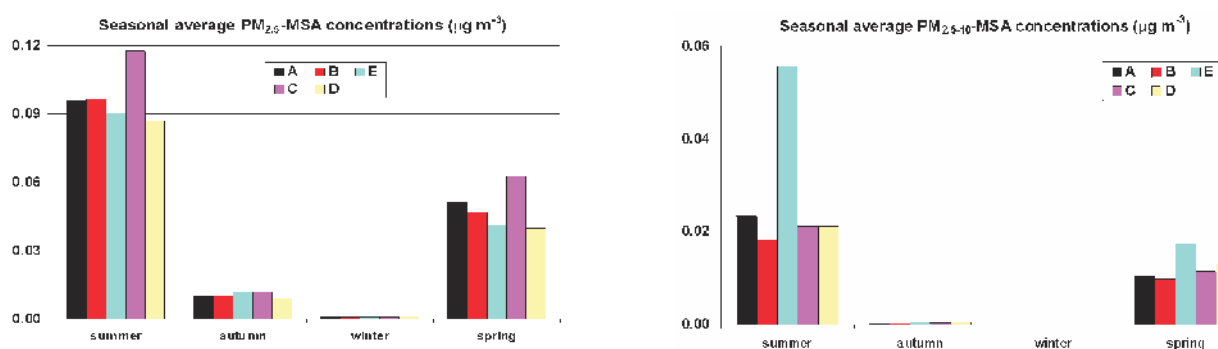 Seasonal average PM2.5-MSA concentrations (µg m-3)
0.12
A B E
C D
0.09
0.06
0.03
0.00
summer autumn winter spring
Seasonal average PM2.5-10-MSA concentrations (µg m-3)
0.06
A B E
C D
0.04
0.02
0.00
summer autumn winter spring